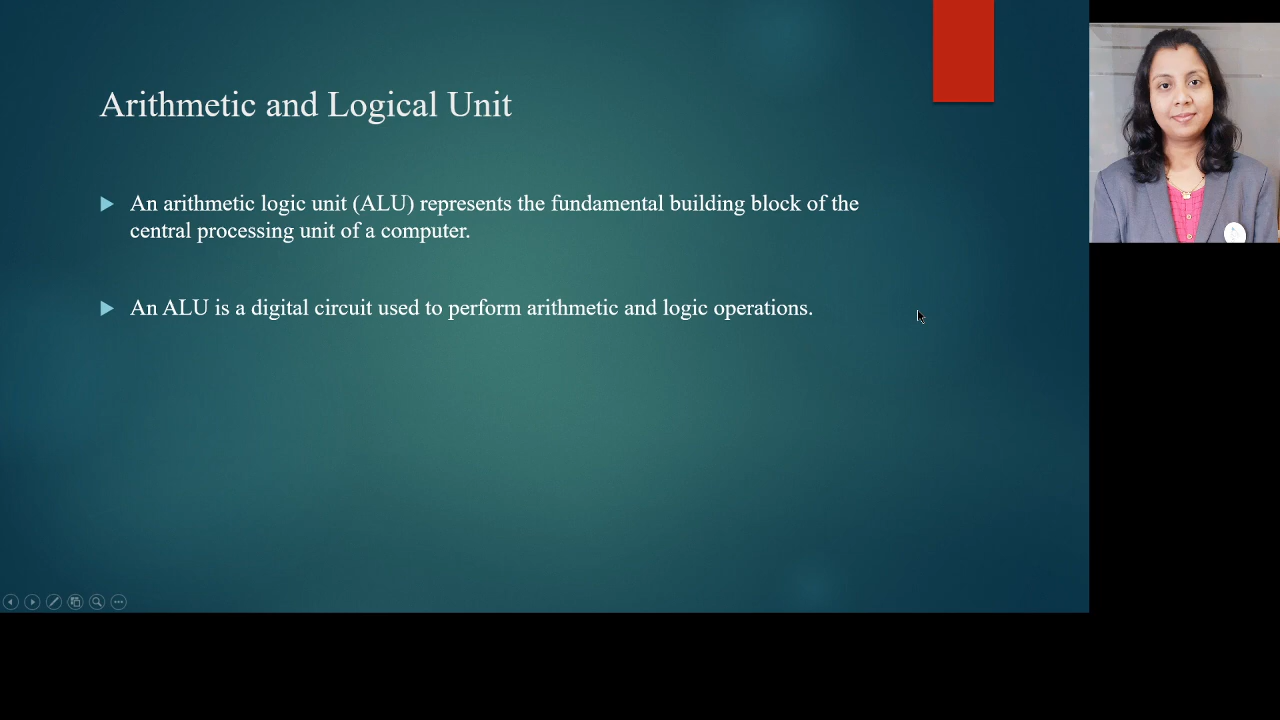 Arithmetic and Logical Unit
An arithmetic logic unit (ALU) represents the fundamental building block of the
central processing unit of a computer.
An ALU is a digital circuit used to perform arithmetic and logic operations.